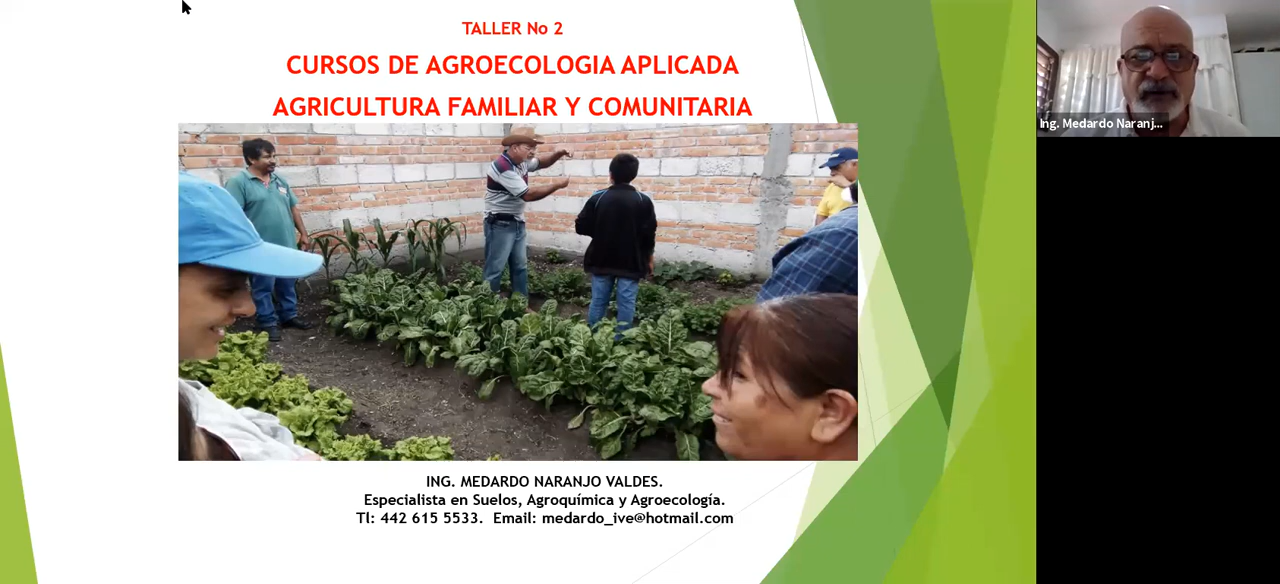 TALLER No 2
CURSOS DE AGROECOLOGIA APLICADA
AGRICULTURA FAMILIAR Y COMUNITARIA
Ing. Medardo Naranj...
ING. MEDARDO NARANJO VALDES.
Especialista en Suelos, Agroquímica y Agroecología.
Tl: 442 615 5533. Email: medardo_ive@hotmail.com